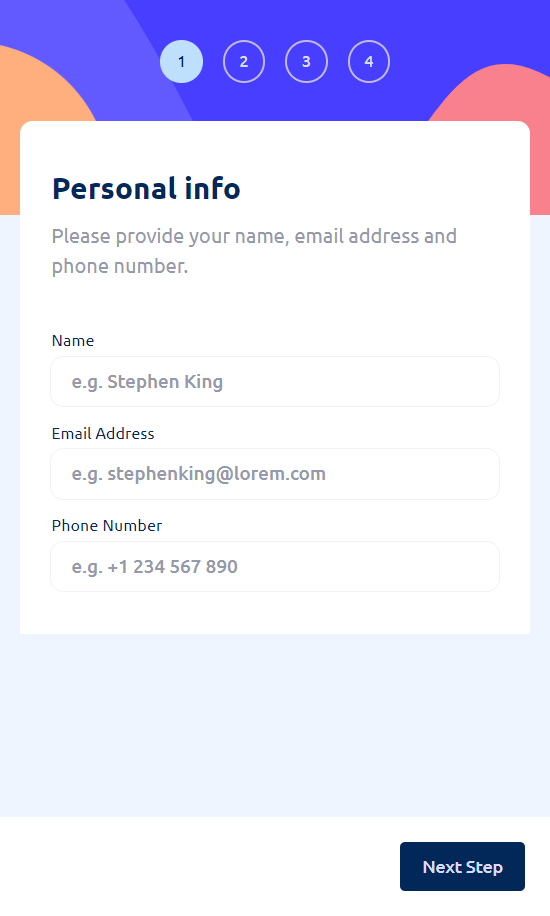 1 2 3 4
Personal info
Please provide your name, email address and
phone number.
Name
e.g. Stephen King
Email Address
e.g. stephenking@lorem.com
Phone Number
e.g. +1 234 567 890
Next Step